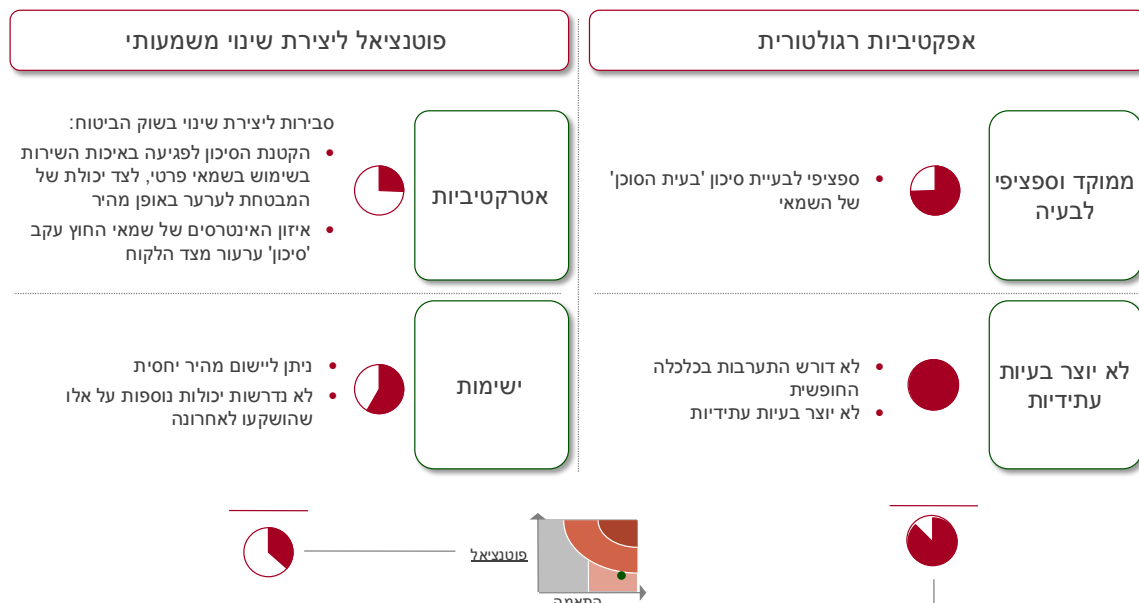 אפקטיביות רגולטורית
פוטנציאל ליצירת שינוי משמעותי
ממוקד וספציפי
לבעיה
• ספציפי לבעיית סיכון 'בעית הסוכן'
של השמאי
אטרקטיביות
סבירות ליצירת שינוי בשוק הביטוח:
• הקטנת הסיכון לפגיעה באיכות השירות
בשימוש בשמאי פרטי, לצד יכולת של
המבטחת לערער באופן מהיר
• איזון האינטרסים של שמאי החוץ עקב
'סיכון' ערעור מצד הלקוח
לא יוצר בעיות
עתידיות
• לא דורש התערבות בכלכלה
החופשית
• לא יוצר בעיות עתידיות
ישימות
• ניתן ליישום מהיר יחסית
• לא נדרשות יכולות נוספות על אלו
שהושקעו לאחרונה
פוטנציאל
התאמה